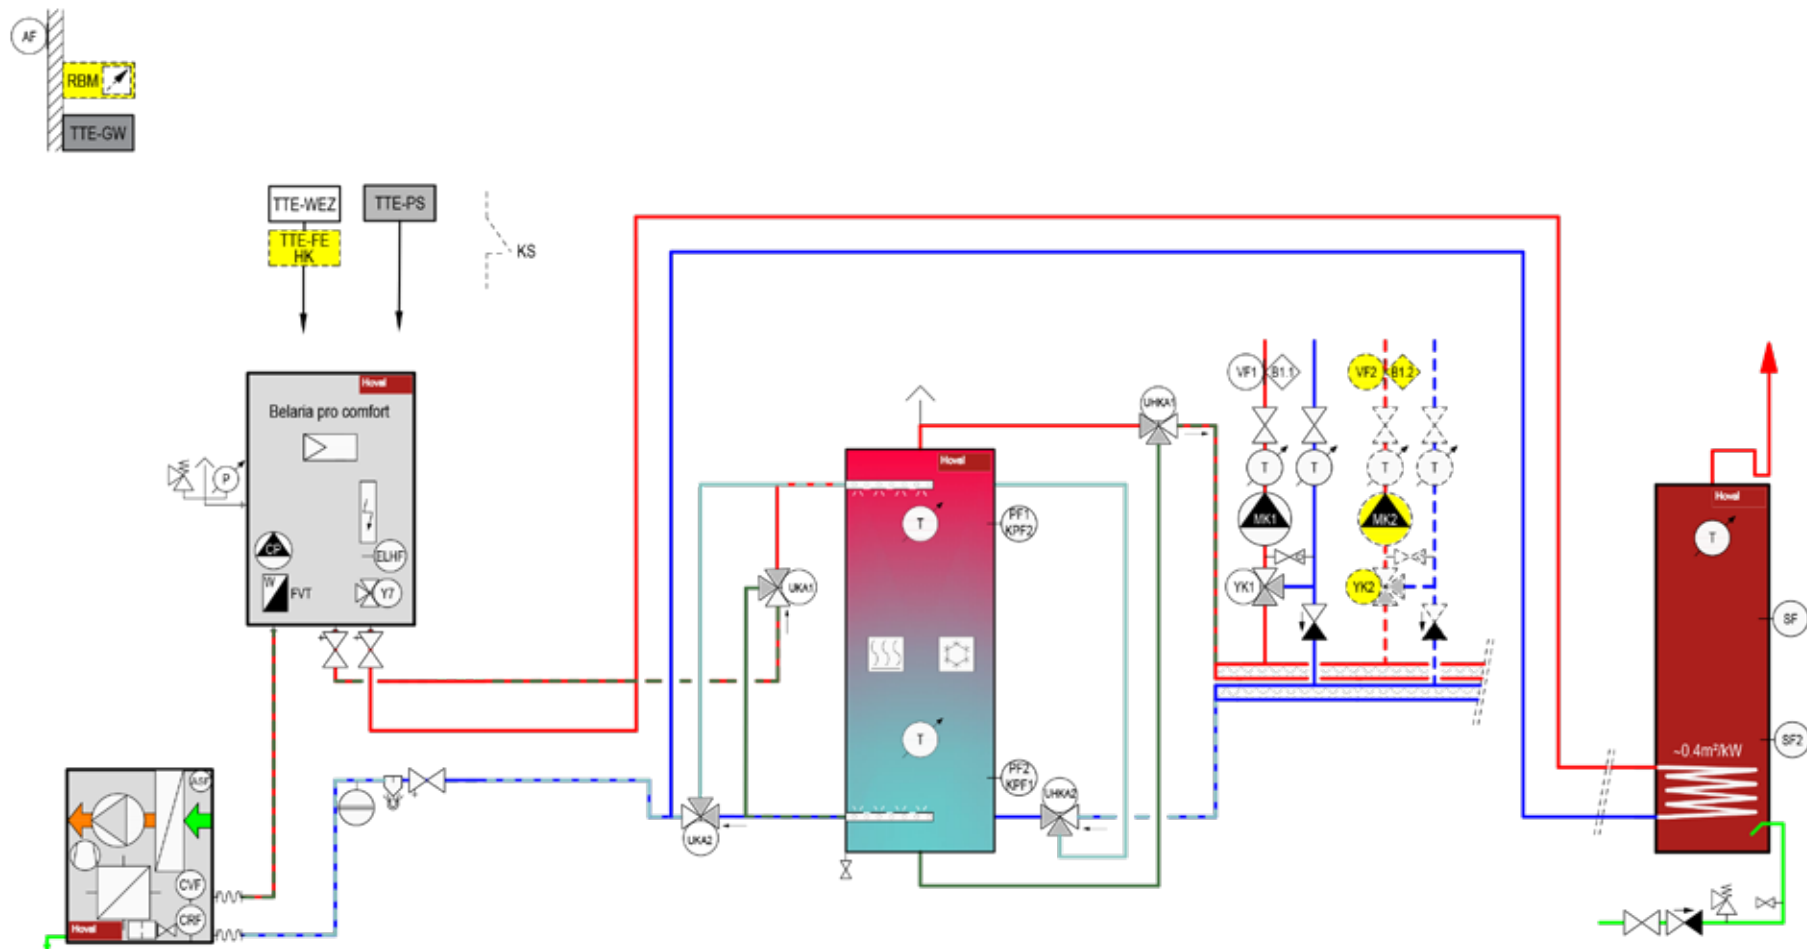 AF
RBM
TTE-GW
TTE-WEZ
TTE-PS
TTE-FE
HK
KS
Hoval
Belaria pro comfort
P
CP
ELHF
W
FVT
Y7
UKA1
UKA2
Hoval
T
PF1
KPF2
T
PF2
KPF1
UHKA1
UHKA2
VF1
B1.1
VF2
B1.2
T
T
T
T
MK1
MK2
YK1
YK2
Hoval
T
SF
SF2
~0.4m²/kW
ASF
CVF
CRF
Hoval